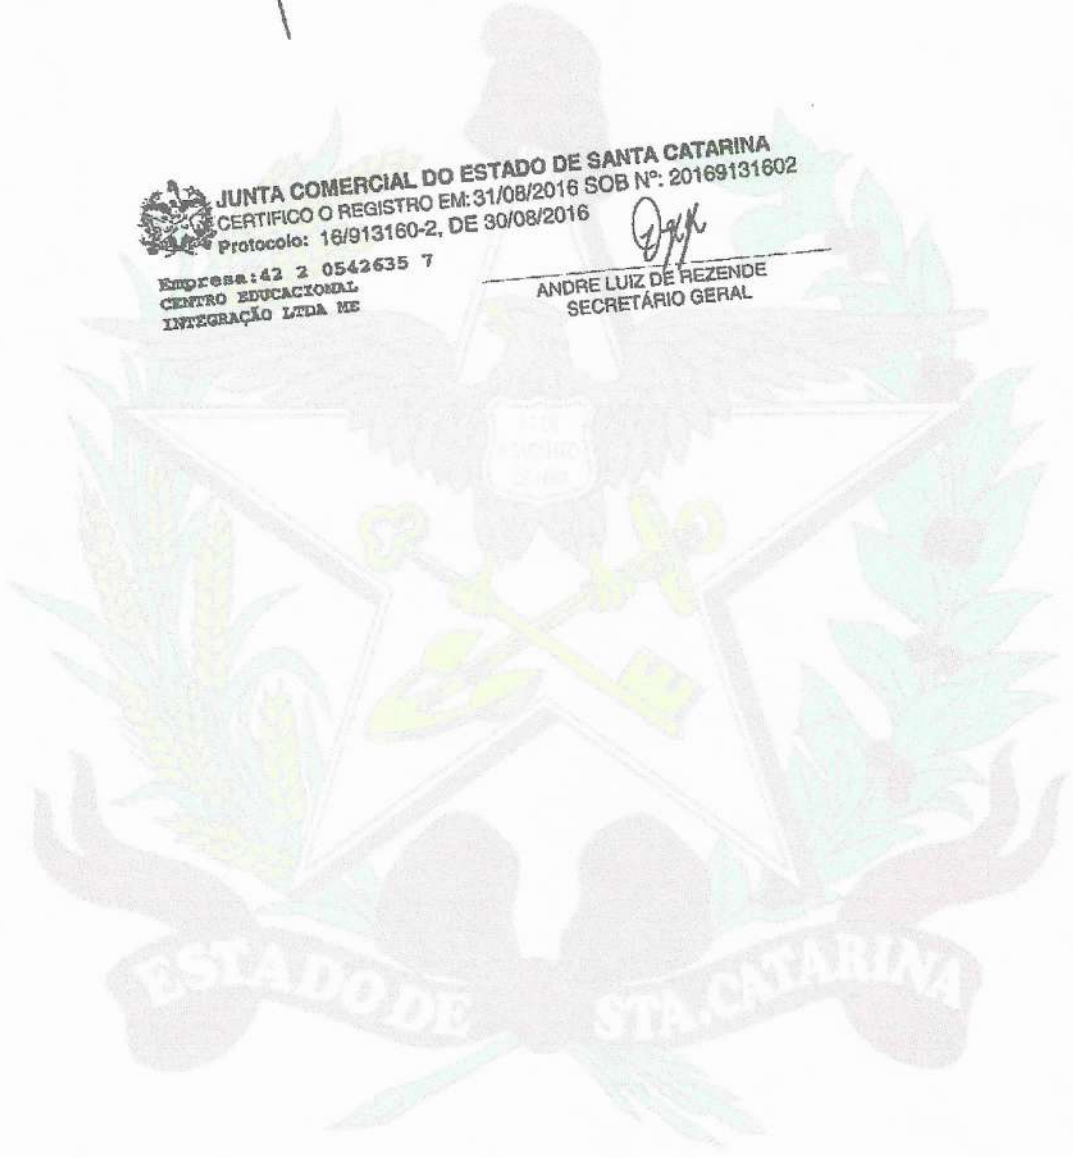 JUNTA COMERCIAL DO ESTADO DE SANTA CATARINA
CERTIFICO O REGISTRO EM: 31/08/2016 SOB Nº: 20169131602
Protocolo: 16/913160-2, DE 30/08/2016
Empresa:42 2 0542635 7
CENTRO EDUCACIONAL
INTEGRAÇÃO LTDA ME
ANDRE LUIZ DE REZENDE
SECRETÁRIO GERAL
ESTADO DE STA.CATARINA